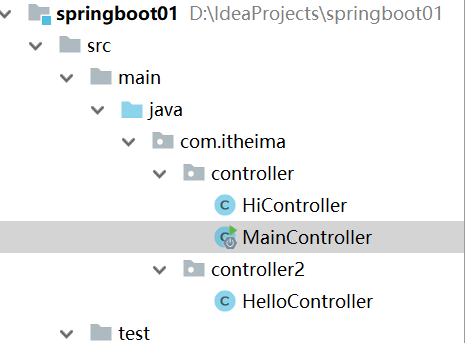 springboot01 D:\IdeaProjects\springboot01
src
main
java
com.itheima
controller
HiController
MainController
controller2
HelloController
test